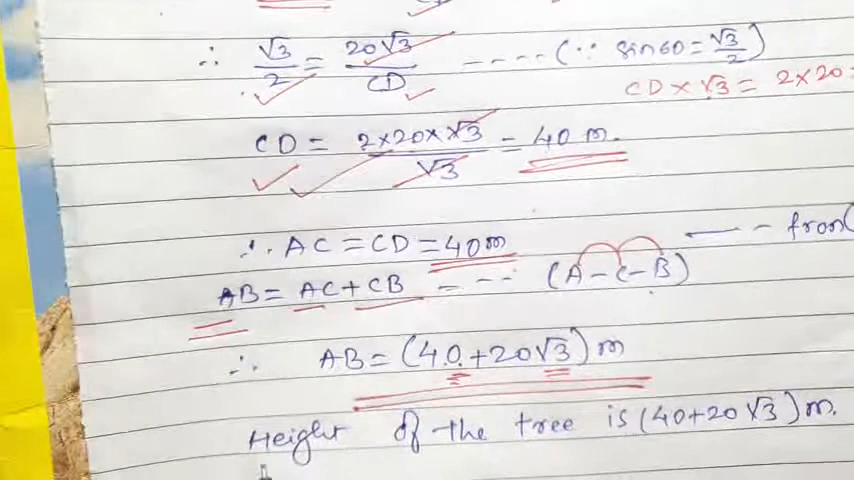 ∴ √3/2 = 20√3/CD ---- (∵ sin60 = √3/2)
CD × √3 = 2×20
CD = 2×20×√3/√3 = 40 m.
∴ AC = CD = 40m -- from(
AB = AC + CB ---- (A-C-B)
∴ AB = (40+20√3) m
Height of the tree is (40+20√3) m.